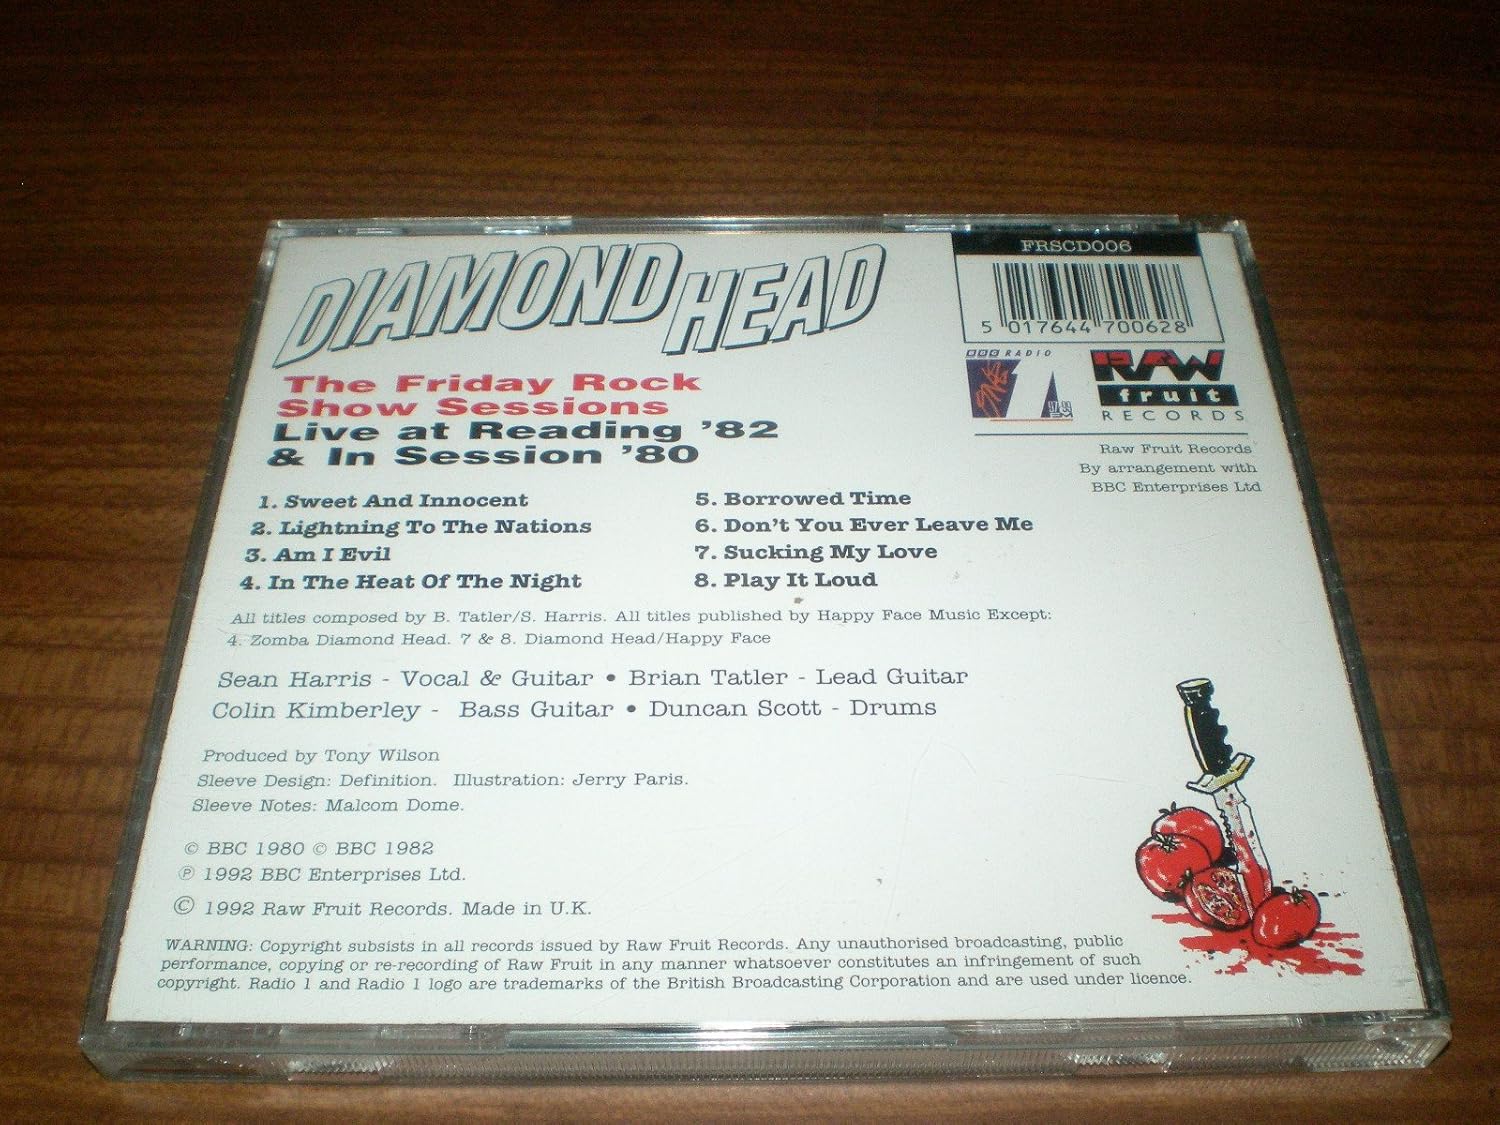 DIAMOND HEAD
FRSCD006
5 017644 700628
The Friday Rock
Show Sessions
Live at Reading '82
& In Session '80
BBC RADIO
1
97-99
FM
RAW
fruit
RECORDS
Raw Fruit Records
By arrangement with
BBC Enterprises Ltd
1. Sweet And Innocent
2. Lightning To The Nations
3. Am I Evil
4. In The Heat Of The Night
5. Borrowed Time
6. Don't You Ever Leave Me
7. Sucking My Love
8. Play It Loud
All titles composed by B. Tatler/S. Harris. All titles published by Happy Face Music Except:
4. Zomba Diamond Head. 7 & 8. Diamond Head/Happy Face
Sean Harris - Vocal & Guitar • Brian Tatler - Lead Guitar
Colin Kimberley - Bass Guitar • Duncan Scott - Drums
Produced by Tony Wilson
Sleeve Design: Definition. Illustration: Jerry Paris.
Sleeve Notes: Malcom Dome.
© BBC 1980 © BBC 1982
℗ 1992 BBC Enterprises Ltd.
© 1992 Raw Fruit Records. Made in U.K.
WARNING: Copyright subsists in all records issued by Raw Fruit Records. Any unauthorised broadcasting, public
performance, copying or re-recording of Raw Fruit in any manner whatsoever constitutes an infringement of such
copyright. Radio 1 and Radio 1 logo are trademarks of the British Broadcasting Corporation and are used under licence.